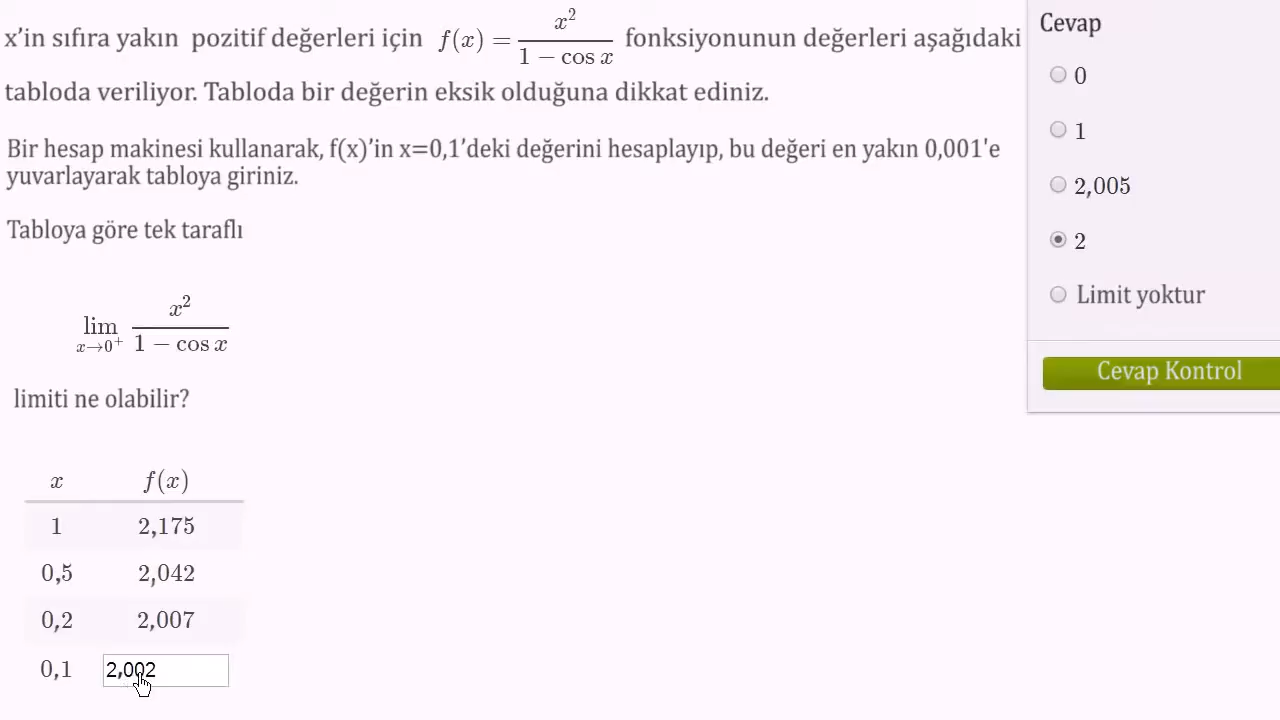 x’in sıfıra yakın pozitif değerleri için f(x) = x² / (1 − cos x) fonksiyonunun değerleri aşağıdaki
tabloda veriliyor. Tabloda bir değerin eksik olduğuna dikkat ediniz.
Bir hesap makinesi kullanarak, f(x)’in x=0,1’deki değerini hesaplayıp, bu değeri en yakın 0,001'e
yuvarlayarak tabloya giriniz.
Tabloya göre tek taraflı
lim x→0⁺ x² / (1 − cos x)
limiti ne olabilir?
x f(x)
1 2,175
0,5 2,042
0,2 2,007
0,1 2,002
Cevap
0
1
2,005
2
Limit yoktur
Cevap Kontrol